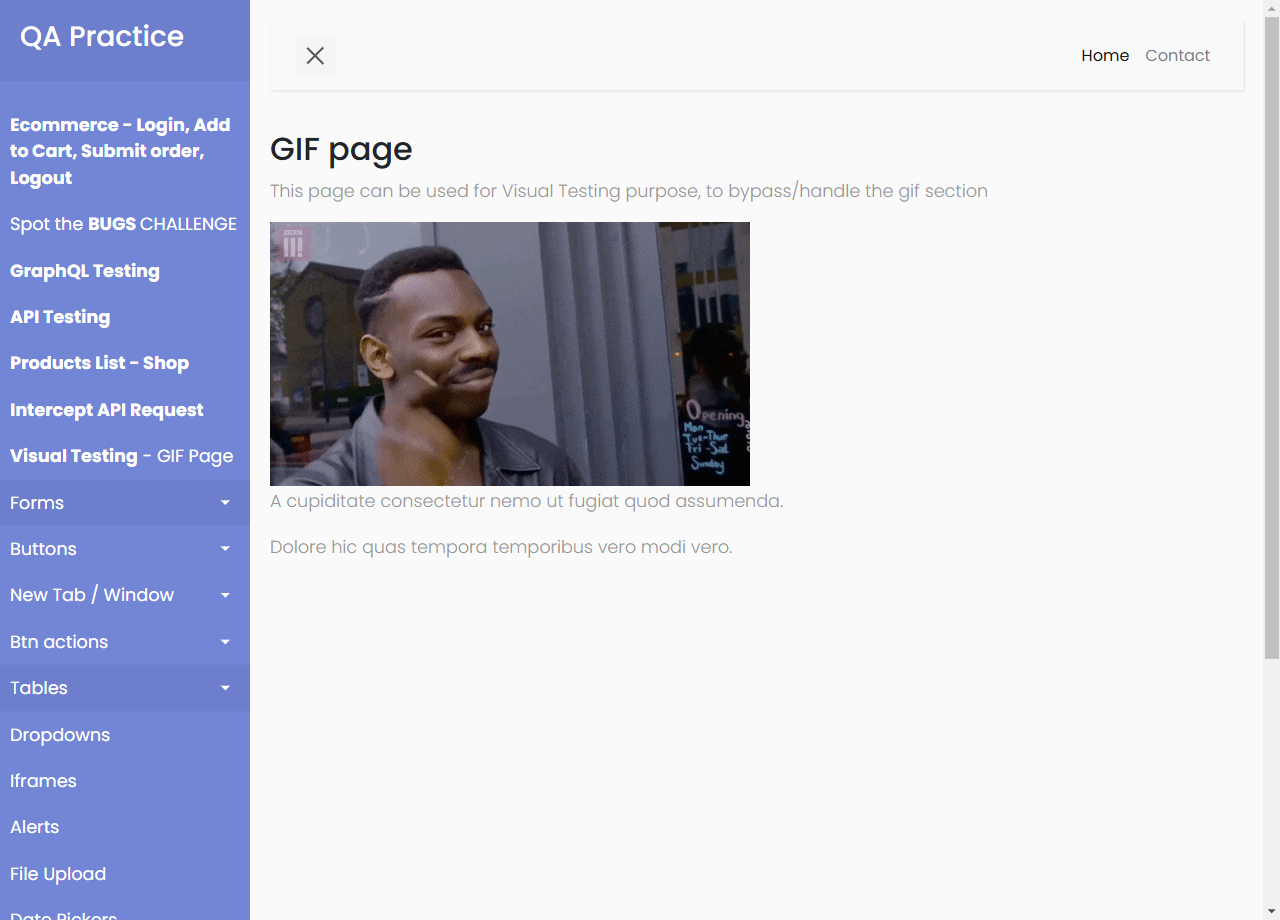 QA Practice
Ecommerce - Login, Add
to Cart, Submit order,
Logout
Spot the BUGS CHALLENGE
GraphQL Testing
API Testing
Products List - Shop
Intercept API Request
Visual Testing - GIF Page
Forms
Buttons
New Tab / Window
Btn actions
Tables
Dropdowns
Iframes
Alerts
File Upload
Date Pickers
Home Contact
GIF page
This page can be used for Visual Testing purpose, to bypass/handle the gif section
BBC
Opening
Mon
Tue-Thur
Fri-Sat
Sunday
A cupiditate consectetur nemo ut fugiat quod assumenda.
Dolore hic quas tempora temporibus vero modi vero.